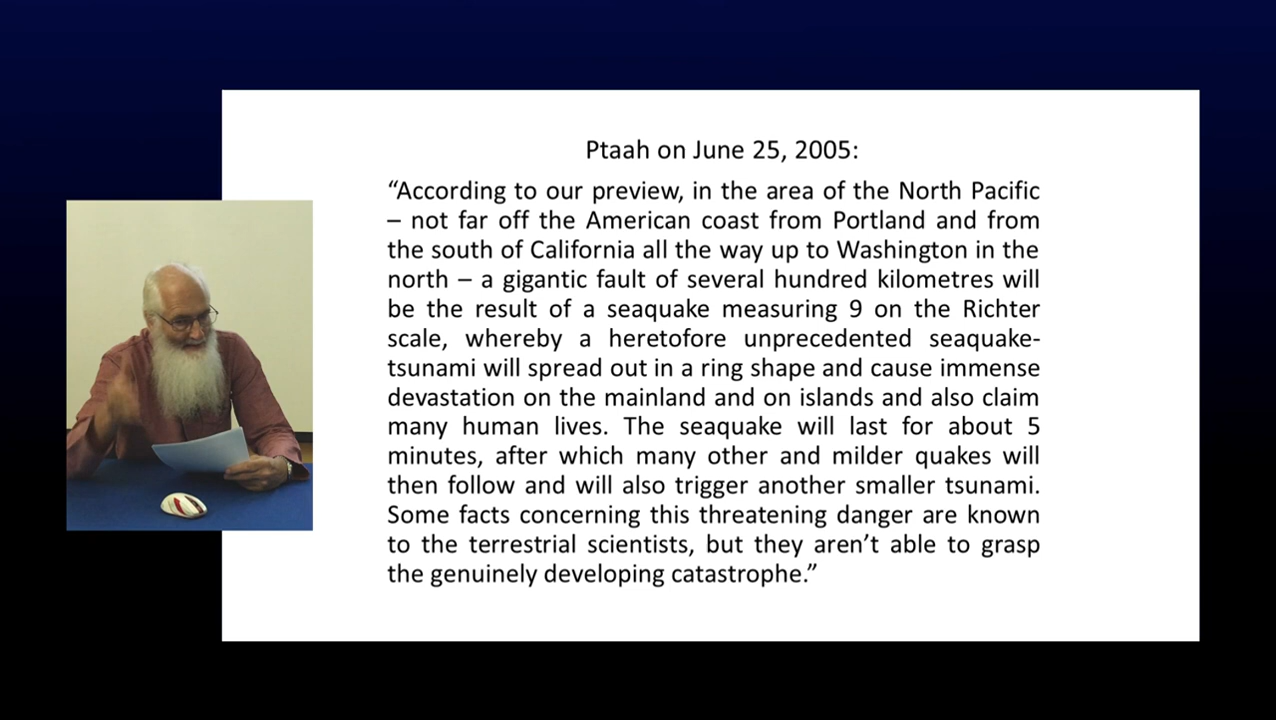 Ptaah on June 25, 2005:
“According to our preview, in the area of the North Pacific
– not far off the American coast from Portland and from
the south of California all the way up to Washington in the
north – a gigantic fault of several hundred kilometres will
be the result of a seaquake measuring 9 on the Richter
scale, whereby a heretofore unprecedented seaquake-
tsunami will spread out in a ring shape and cause immense
devastation on the mainland and on islands and also claim
many human lives. The seaquake will last for about 5
minutes, after which many other and milder quakes will
then follow and will also trigger another smaller tsunami.
Some facts concerning this threatening danger are known
to the terrestrial scientists, but they aren’t able to grasp
the genuinely developing catastrophe.”